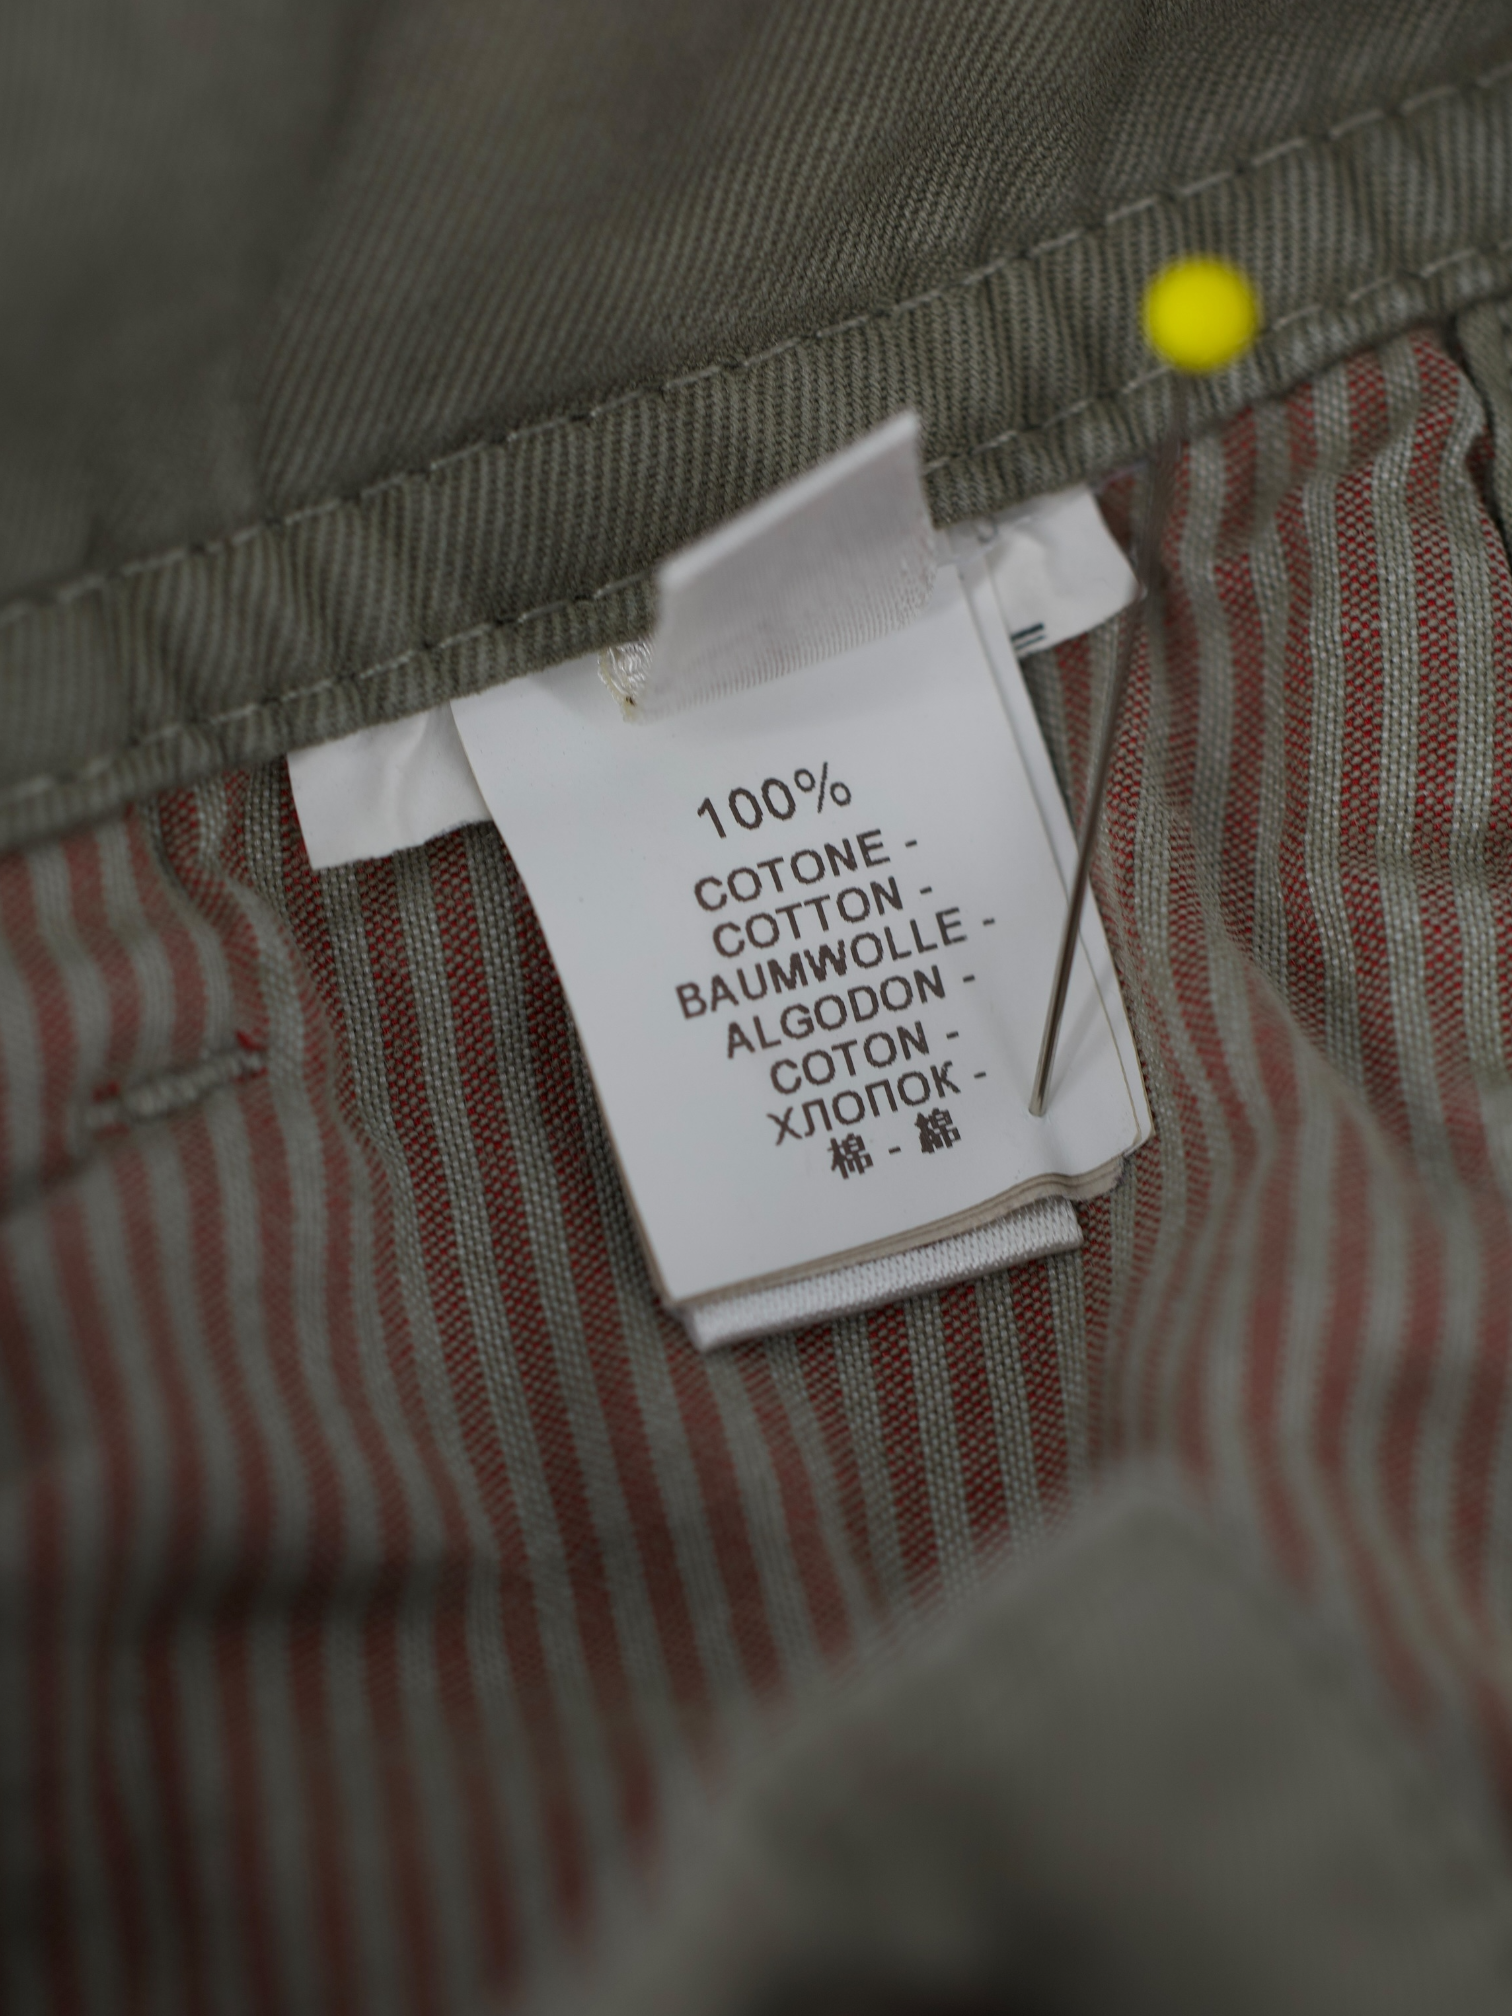 100%
COTONE -
COTTON -
BAUMWOLLE -
ALGODON -
COTON -
ХЛОПОК -
棉 - 綿